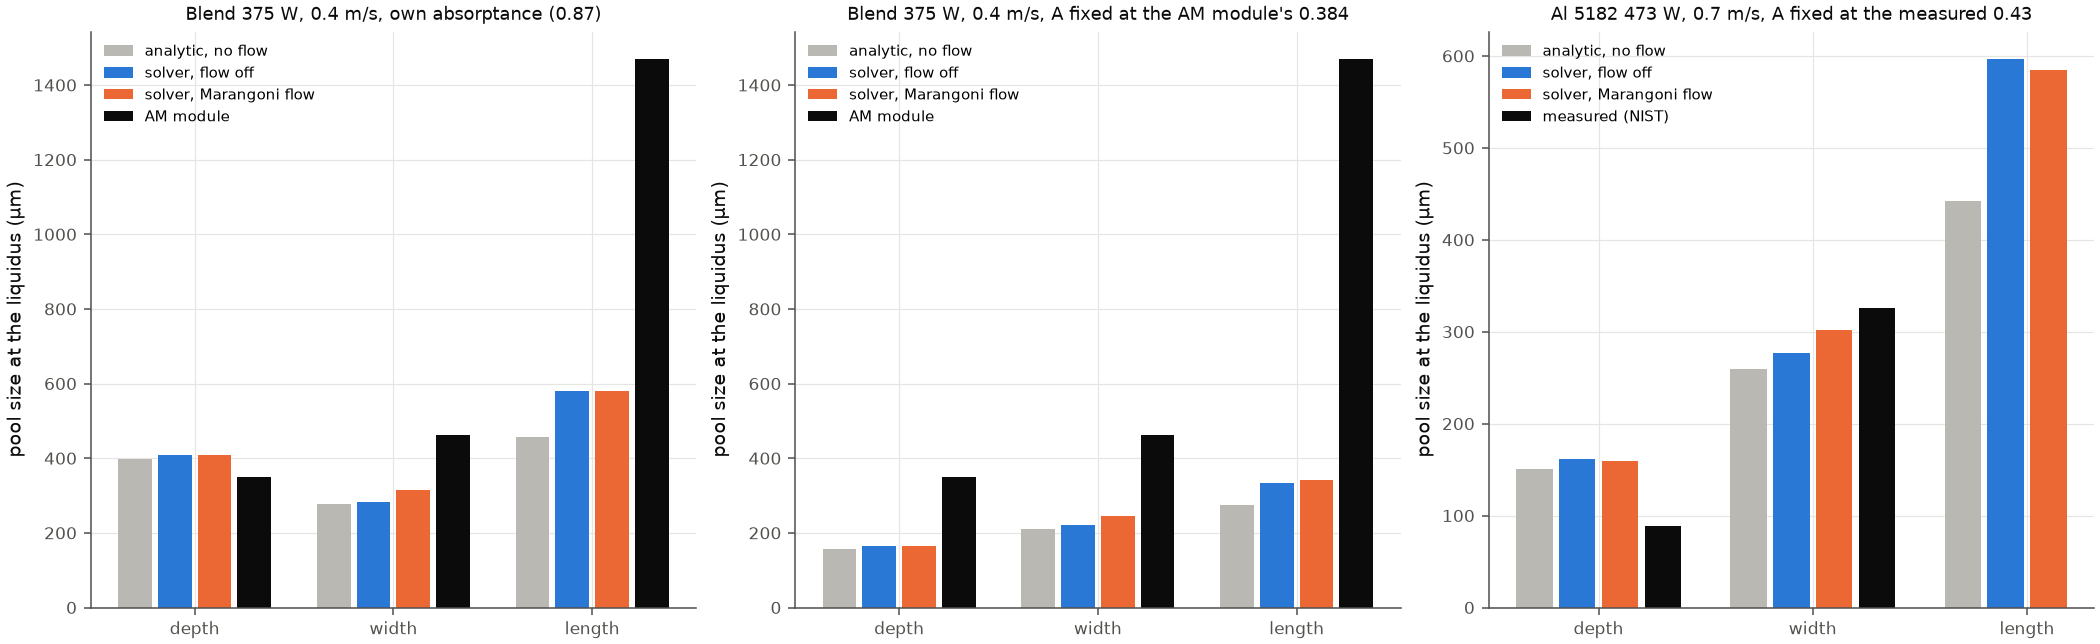 Blend 375 W, 0.4 m/s, own absorptance (0.87)
analytic, no flow
solver, flow off
solver, Marangoni flow
AM module
pool size at the liquidus (µm)
1400
1200
1000
800
600
400
200
0
depth
width
length
Blend 375 W, 0.4 m/s, A fixed at the AM module's 0.384
analytic, no flow
solver, flow off
solver, Marangoni flow
AM module
pool size at the liquidus (µm)
1400
1200
1000
800
600
400
200
0
depth
width
length
Al 5182 473 W, 0.7 m/s, A fixed at the measured 0.43
analytic, no flow
solver, flow off
solver, Marangoni flow
measured (NIST)
pool size at the liquidus (µm)
600
500
400
300
200
100
0
depth
width
length